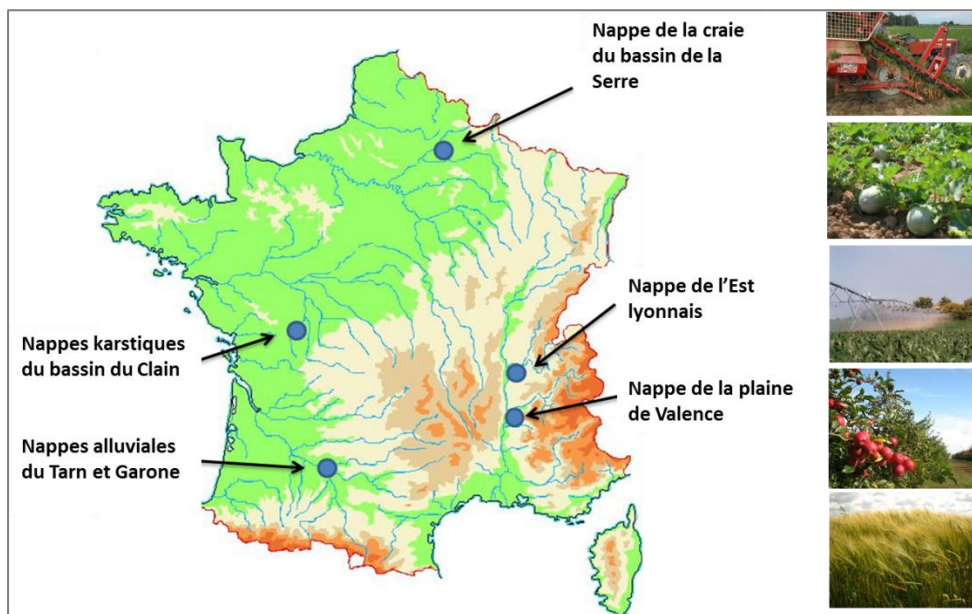 Nappe de la craie
du bassin de la
Serre
Nappe de l'Est
lyonnais
Nappes karstiques
du bassin du Clain
Nappe de la plaine
de Valence
Nappes alluviales
du Tarn et Garone